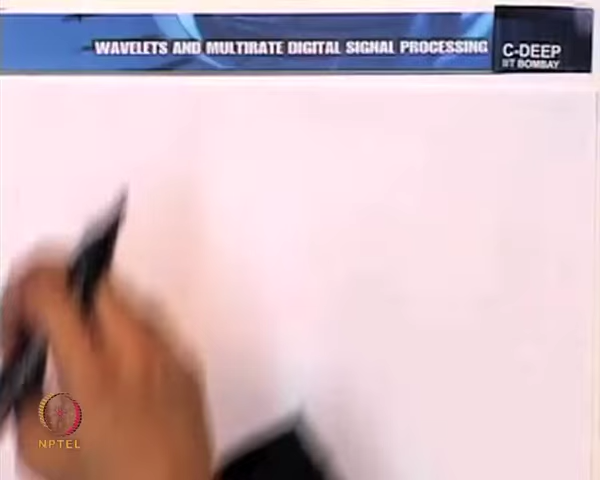 WAVELETS AND MULTIRATE DIGITAL SIGNAL PROCESSING
C-DEEP
IIT BOMBAY
NPTEL